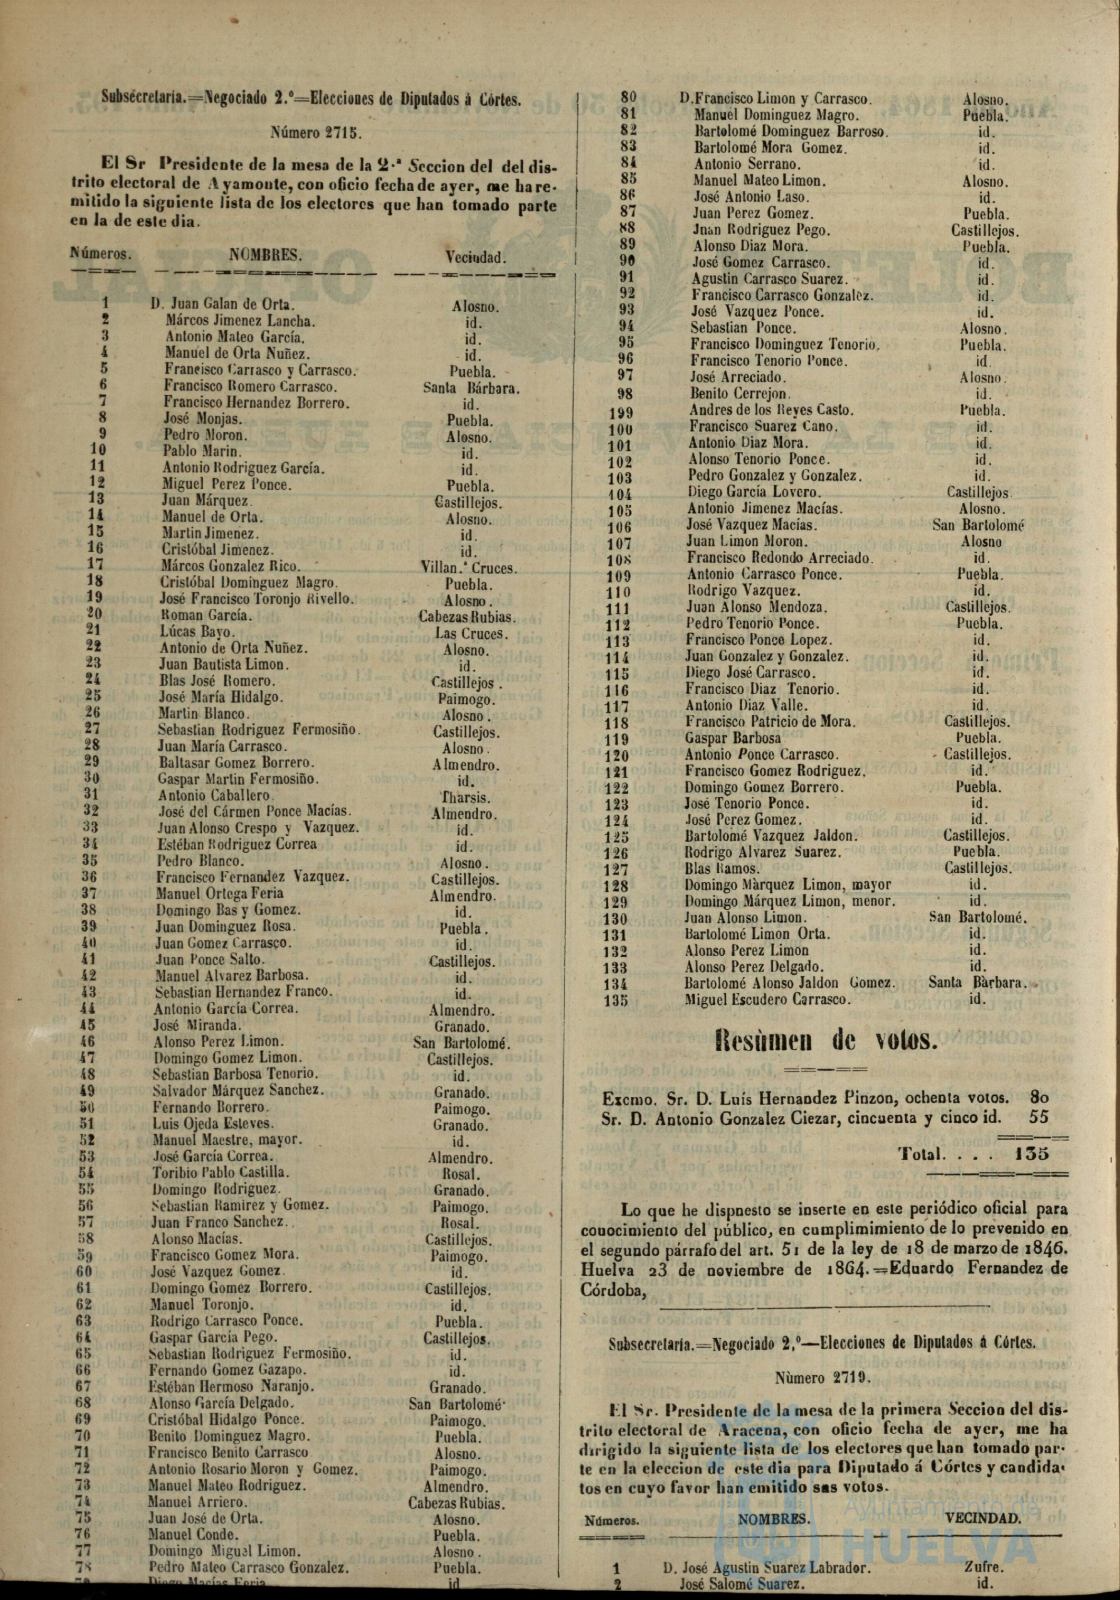 Subsecretaría.=Negociado 2.º=Elecciones de Diputados á Córtes.
Número 2715.
El Sr Presidente de la mesa de la 2.ª Seccion del del dis-
trito electoral de Ayamonte, con oficio fecha de ayer, me ha re-
mitido la siguiente lista de los electores que han tomado parte
en la de este dia.
Números. NOMBRES. Veciudad.
1 D. Juan Galan de Orta. Alosno.
2 Márcos Jimenez Lancha. id.
3 Antonio Mateo García. id.
4 Manuel de Orta Nuñez. id.
5 Francisco Carrasco y Carrasco. Puebla.
6 Francisco Romero Carrasco. Santa Bárbara.
7 Francisco Hernandez Borrero. id.
8 José Monjas. Puebla.
9 Pedro Moron. Alosno.
10 Pablo Marin. id.
11 Antonio Rodriguez García. id.
12 Miguel Perez Ponce. Puebla.
13 Juan Márquez. Castillejos.
14 Manuel de Orta. Alosno.
15 Martin Jimenez. id.
16 Cristóbal Jimenez. id.
17 Márcos Gonzalez Rico. Villan.ª Cruces.
18 Cristóbal Domínguez Magro. Puebla.
19 José Francisco Toronjo Rivello. Alosno.
20 Roman García. Cabezas Rubias.
21 Lúcas Bayo. Las Cruces.
22 Antonio de Orta Nuñez. Alosno.
23 Juan Bautista Limon. id.
24 Blas José Romero. Castillejos.
25 José María Hidalgo. Paimogo.
26 Martin Blanco. Alosno.
27 Sebastian Rodriguez Fermosiño. Castillejos.
28 Juan María Carrasco. Alosno.
29 Baltasar Gomez Borrero. Almendro.
30 Gaspar Martin Fermosiño. id.
31 Antonio Caballero. Tharsis.
32 José del Cármen Ponce Macías. Almendro.
33 Juan Alonso Crespo y Vazquez. id.
34 Estéban Rodriguez Correa id.
35 Pedro Blanco. Alosno.
36 Francisco Fernandez Vazquez. Castillejos.
37 Manuel Ortega Feria Almendro.
38 Domingo Bas y Gomez. id.
39 Juan Dominguez Rosa. Puebla.
40 Juan Gomez Carrasco. id.
41 Juan Ponce Salto. Castillejos.
42 Manuel Alvarez Barbosa. id.
43 Sebastian Hernandez Franco. id.
44 Antonio García Correa. Almendro.
45 José Miranda. Granado.
46 Alonso Perez Limon. San Bartolomé.
47 Domingo Gomez Limon. Castillejos.
48 Sebastian Barbosa Tenorio. id.
49 Salvador Márquez Sanchez. Granado.
50 Fernando Borrero. Paimogo.
51 Luis Ojeda Esteves. Granado.
52 Manuel Maestre, mayor. id.
53 José García Correa. Almendro.
54 Toribio Pablo Castilla. Rosal.
55 Domingo Rodriguez. Granado.
56 Sebastian Ramirez y Gomez. Paimogo.
57 Juan Franco Sanchez. Rosal.
58 Alonso Macías. Castillejos.
59 Francisco Gomez Mora. Paimogo.
60 José Vazquez Gomez. id.
61 Domingo Gomez Borrero. Castillejos.
62 Manuel Toronjo. id.
63 Rodrigo Carrasco Ponce. Puebla.
64 Gaspar García Pego. Castillejos.
65 Sebastian Rodriguez Fermosiño. id.
66 Fernando Gomez Gazapo. id.
67 Estéban Hermoso Naranjo. Granado.
68 Alonso García Delgado. San Bartolomé.
69 Cristóbal Hidalgo Ponce. Paimogo.
70 Benito Dominguez Magro. Puebla.
71 Francisco Benito Carrasco Alosno.
72 Antonio Rosario Moron y Gomez. Paimogo.
73 Manuel Mateo Rodriguez. Almendro.
74 Manuel Arriero. Cabezas Rubias.
75 Juan José de Orta. Alosno.
76 Manuel Conde. Puebla.
77 Domingo Miguel Limon. Alosno.
78 Pedro Mateo Carrasco Gonzalez. Puebla.
79 Diego Macías Feria. id
80 D. Francisco Limon y Carrasco. Alosno.
81 Manuel Dominguez Magro. Puebla.
82 Bartolomé Dominguez Barroso. id.
83 Bartolomé Mora Gomez. id.
84 Antonio Serrano. id.
85 Manuel Mateo Limon. Alosno.
86 José Antonio Laso. id.
87 Juan Perez Gomez. Puebla.
88 Jnan Rodriguez Pego. Castillejos.
89 Alonso Diaz Mora. Puebla.
90 José Gomez Carrasco. id.
91 Agustin Carrasco Suarez. id.
92 Francisco Carrasco Gonzalez. id.
93 José Vazquez Ponce. id.
94 Sebastian Ponce. Alosno.
95 Francisco Dominguez Tenorio. Puebla.
96 Francisco Tenorio Ponce. id.
97 José Arreciado. Alosno.
98 Benito Cerrejon. id.
199 Andres de los Reyes Casto. Puebla.
100 Francisco Suarez Cano. id.
101 Antonio Diaz Mora. id.
102 Alonso Tenorio Ponce. id.
103 Pedro Gonzalez y Gonzalez. id.
104 Diego García Lovero. Castillejos.
105 Antonio Jimenez Macías. Alosno.
106 José Vazquez Macías. San Bartolomé
107 Juan Limon Moron. Alosno
108 Francisco Redondo Arreciado. id.
109 Antonio Carrasco Ponce. Puebla.
110 Rodrigo Vazquez. id.
111 Juan Alonso Mendoza. Castillejos.
112 Pedro Tenorio Ponce. Puebla.
113 Francisco Ponce Lopez. id.
114 Juan Gonzalez y Gonzalez. id.
115 Diego José Carrasco. id.
116 Francisco Diaz Tenorio. id.
117 Antonio Diaz Valle. id.
118 Francisco Patricio de Mora. Castillejos.
119 Gaspar Barbosa Puebla.
120 Antonio Ponce Carrasco. Castillejos.
121 Francisco Gomez Rodriguez. id.
122 Domingo Gomez Borrero. Puebla.
123 José Tenorio Ponce. id.
124 José Perez Gomez. id.
125 Bartolomé Vazquez Jaldon. Castillejos.
126 Rodrigo Alvarez Suarez. Puebla.
127 Blas Ramos. Castillejos.
128 Domingo Màrquez Limon, mayor id.
129 Domingo Márquez Limon, menor. id.
130 Juan Alonso Limon. San Bartolomé.
131 Bartolomé Limon Orta. id.
132 Alonso Perez Limon id.
133 Alonso Perez Delgado. id.
134 Bartolomé Alonso Jaldon Gomez. Santa Bàrbara.
135 Miguel Escudero Carrasco. id.
Resùmen de votos.
Excmo. Sr. D. Luis Hernandez Pinzon, ochenta votos. 80
Sr. D. Antonio Gonzalez Ciezar, cincuenta y cinco id. 55
Total. . . . 135
Lo que he dispnesto se inserte en este periódico oficial para
conocimiento del público, en cumplimimiento de lo prevenido en
el segundo párrafo del art. 51 de la ley de 18 de marzo de 1846.
Huelva 23 de noviembre de 1864.=Eduardo Fernandez de
Córdoba,
Subsecretaría.=Negociado 2,º—Elecciones de Diputados á Córtes.
Nùmero 2719.
El Sr. Presidente de la mesa de la primera Seccion del dis-
trito electoral de Aracena, con oficio fecha de ayer, me ha
dirigido la siguiente lista de los electores que han tomado par-
te en la eleccion de este dia para Diputado á Córtes y candida-
tos en cuyo favor han emitido sus votos.
Números. NOMBRES. VECINDAD.
1 D. José Agustin Suarez Labrador. Zufre.
2 José Salomé Suarez. id.
Ayuntamiento de
HUELVA